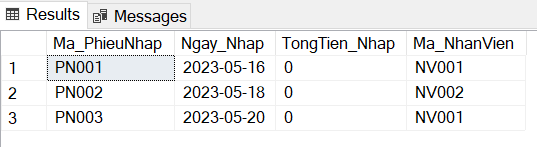 Results Messages
Ma_PhieuNhap Ngay_Nhap TongTien_Nhap Ma_NhanVien
1 PN001 2023-05-16 0 NV001
2 PN002 2023-05-18 0 NV002
3 PN003 2023-05-20 0 NV001